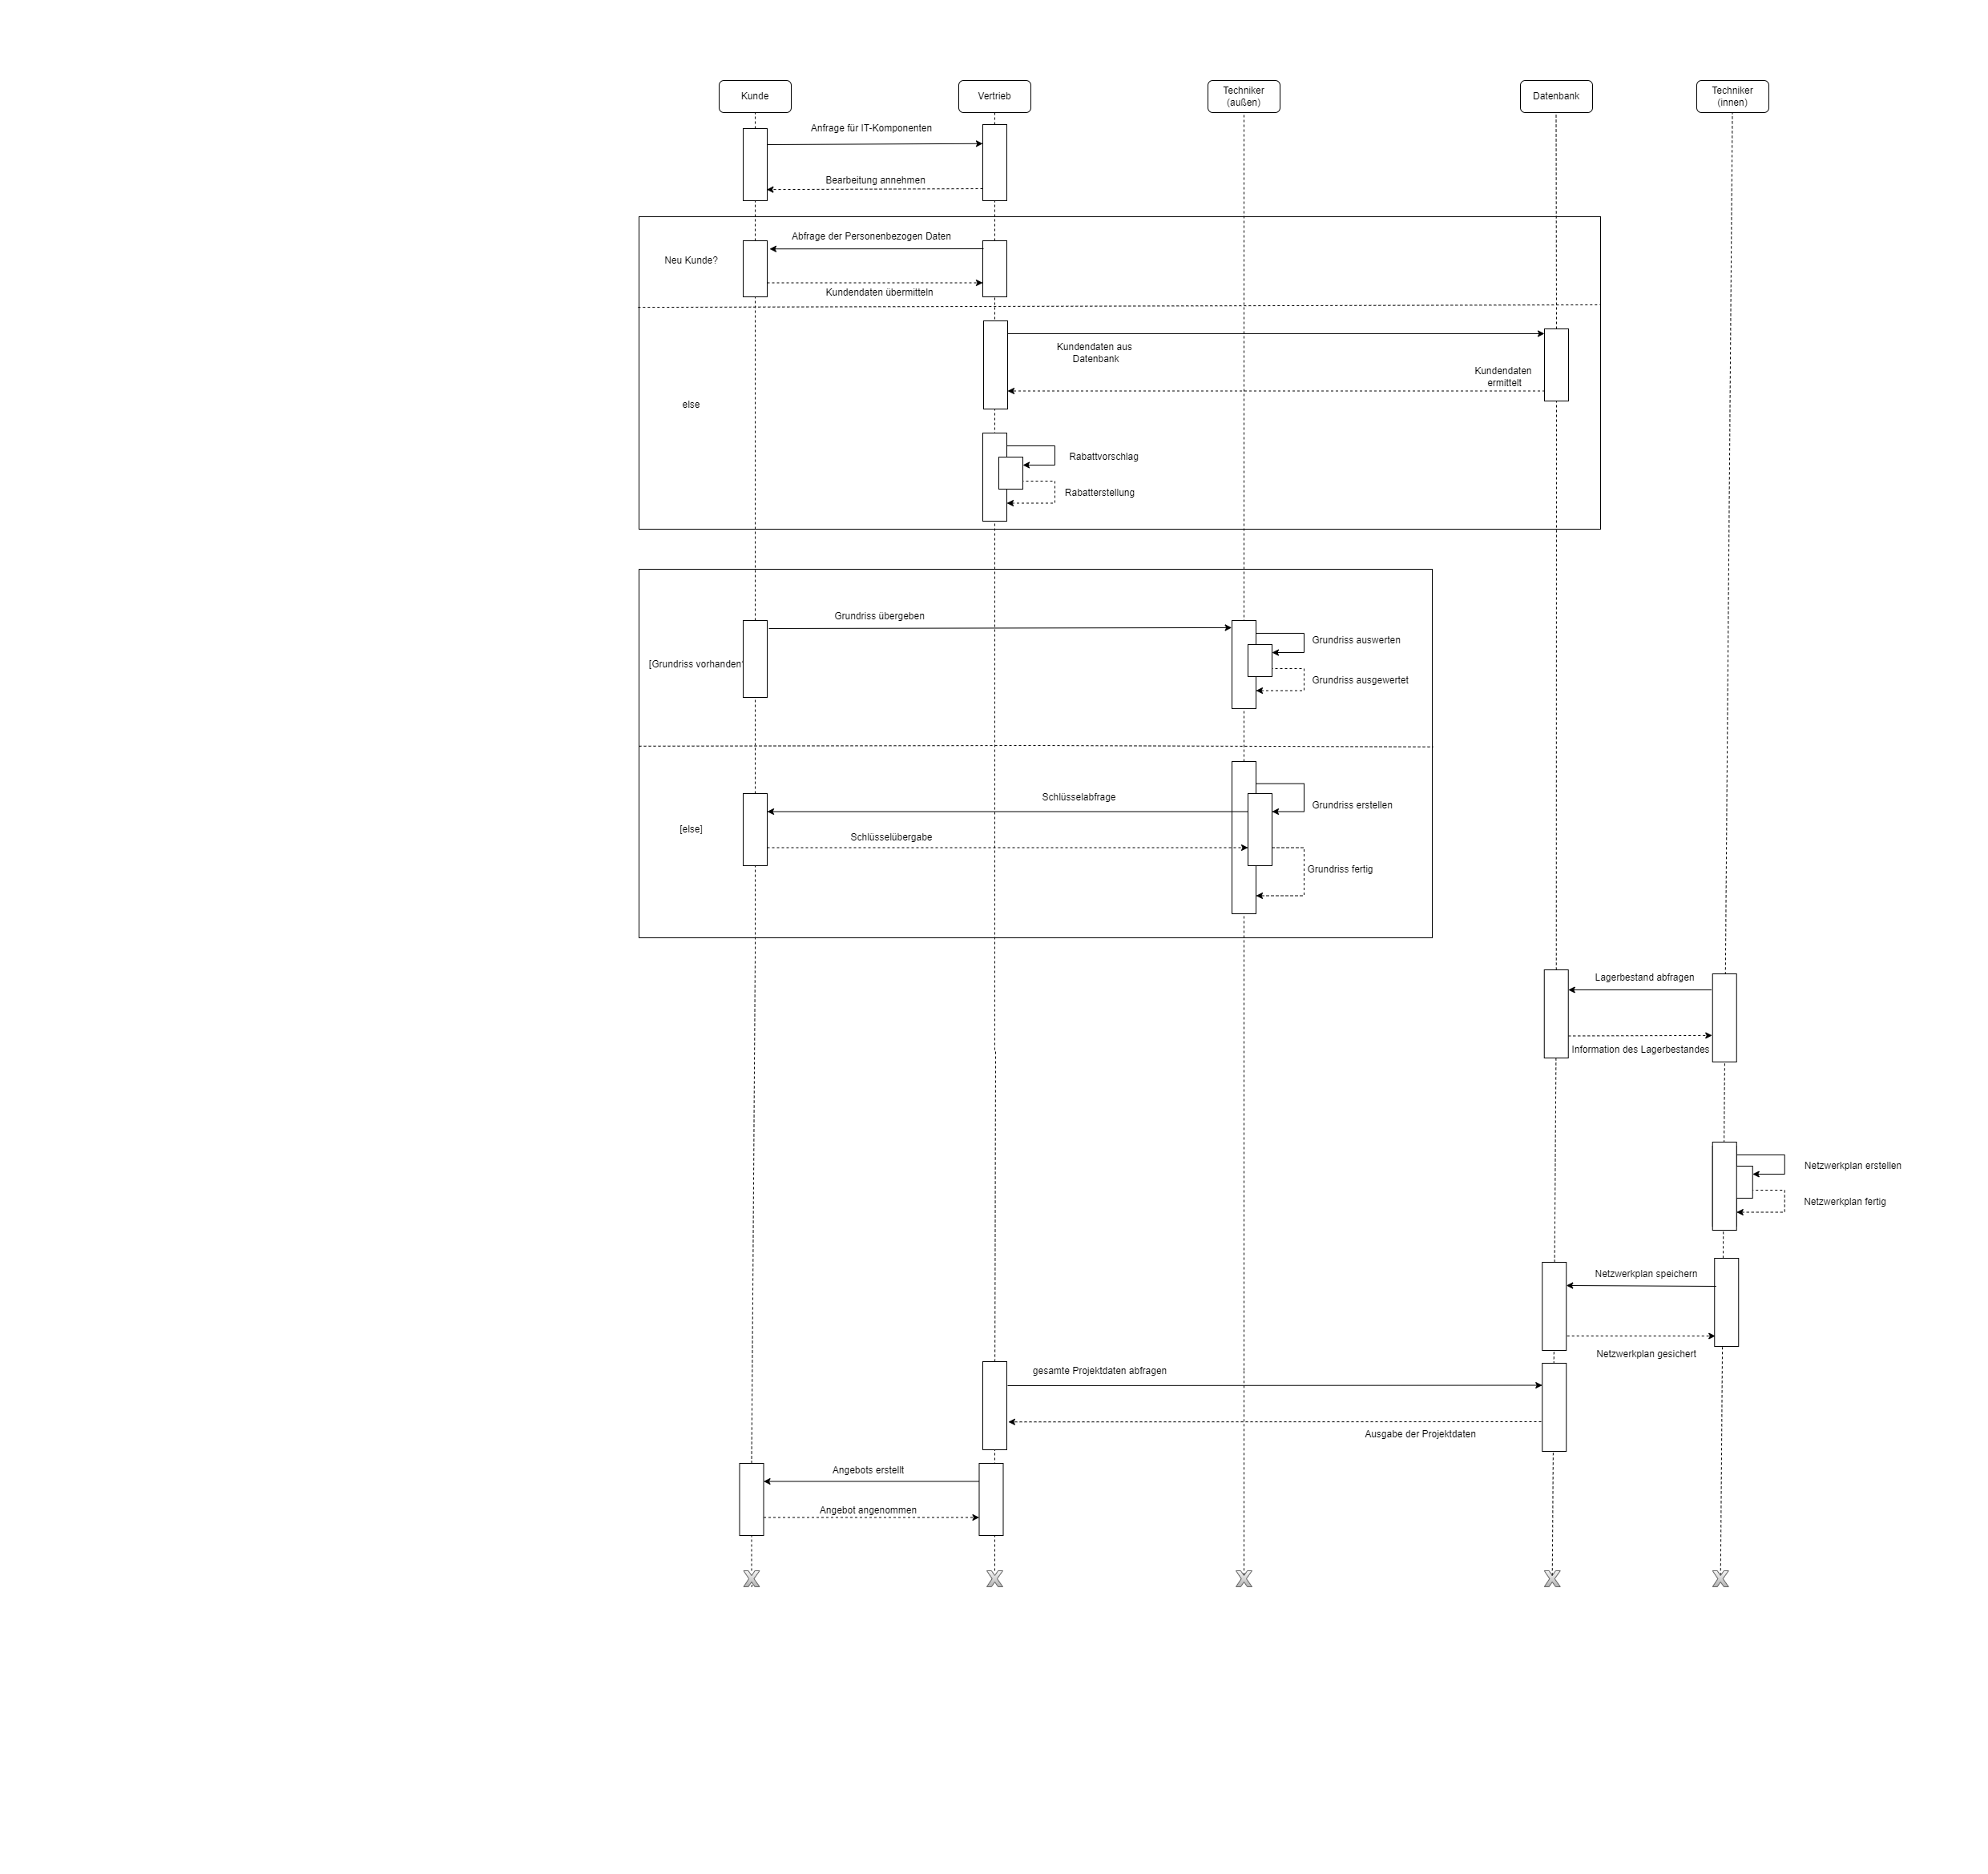 Kunde
Vertrieb
Techniker
(außen)
Datenbank
Techniker
(innen)
Anfrage für IT-Komponenten
Bearbeitung annehmen
Abfrage der Personenbezogen Daten
Neu Kunde?
Kundendaten übermitteln
Kundendaten aus
Datenbank
Kundendaten
ermittelt
else
Rabattvorschlag
Rabatterstellung
Grundriss übergeben
Grundriss auswerten
[Grundriss vorhanden
Grundriss ausgewertet
Schlüsselabfrage
Grundriss erstellen
[else]
Schlüsselübergabe
Grundriss fertig
Lagerbestand abfragen
Information des Lagerbestandes
Netzwerkplan erstellen
Netzwerkplan fertig
Netzwerkplan speichern
Netzwerkplan gesichert
gesamte Projektdaten abfragen
Ausgabe der Projektdaten
Angebots erstellt
Angebot angenommen